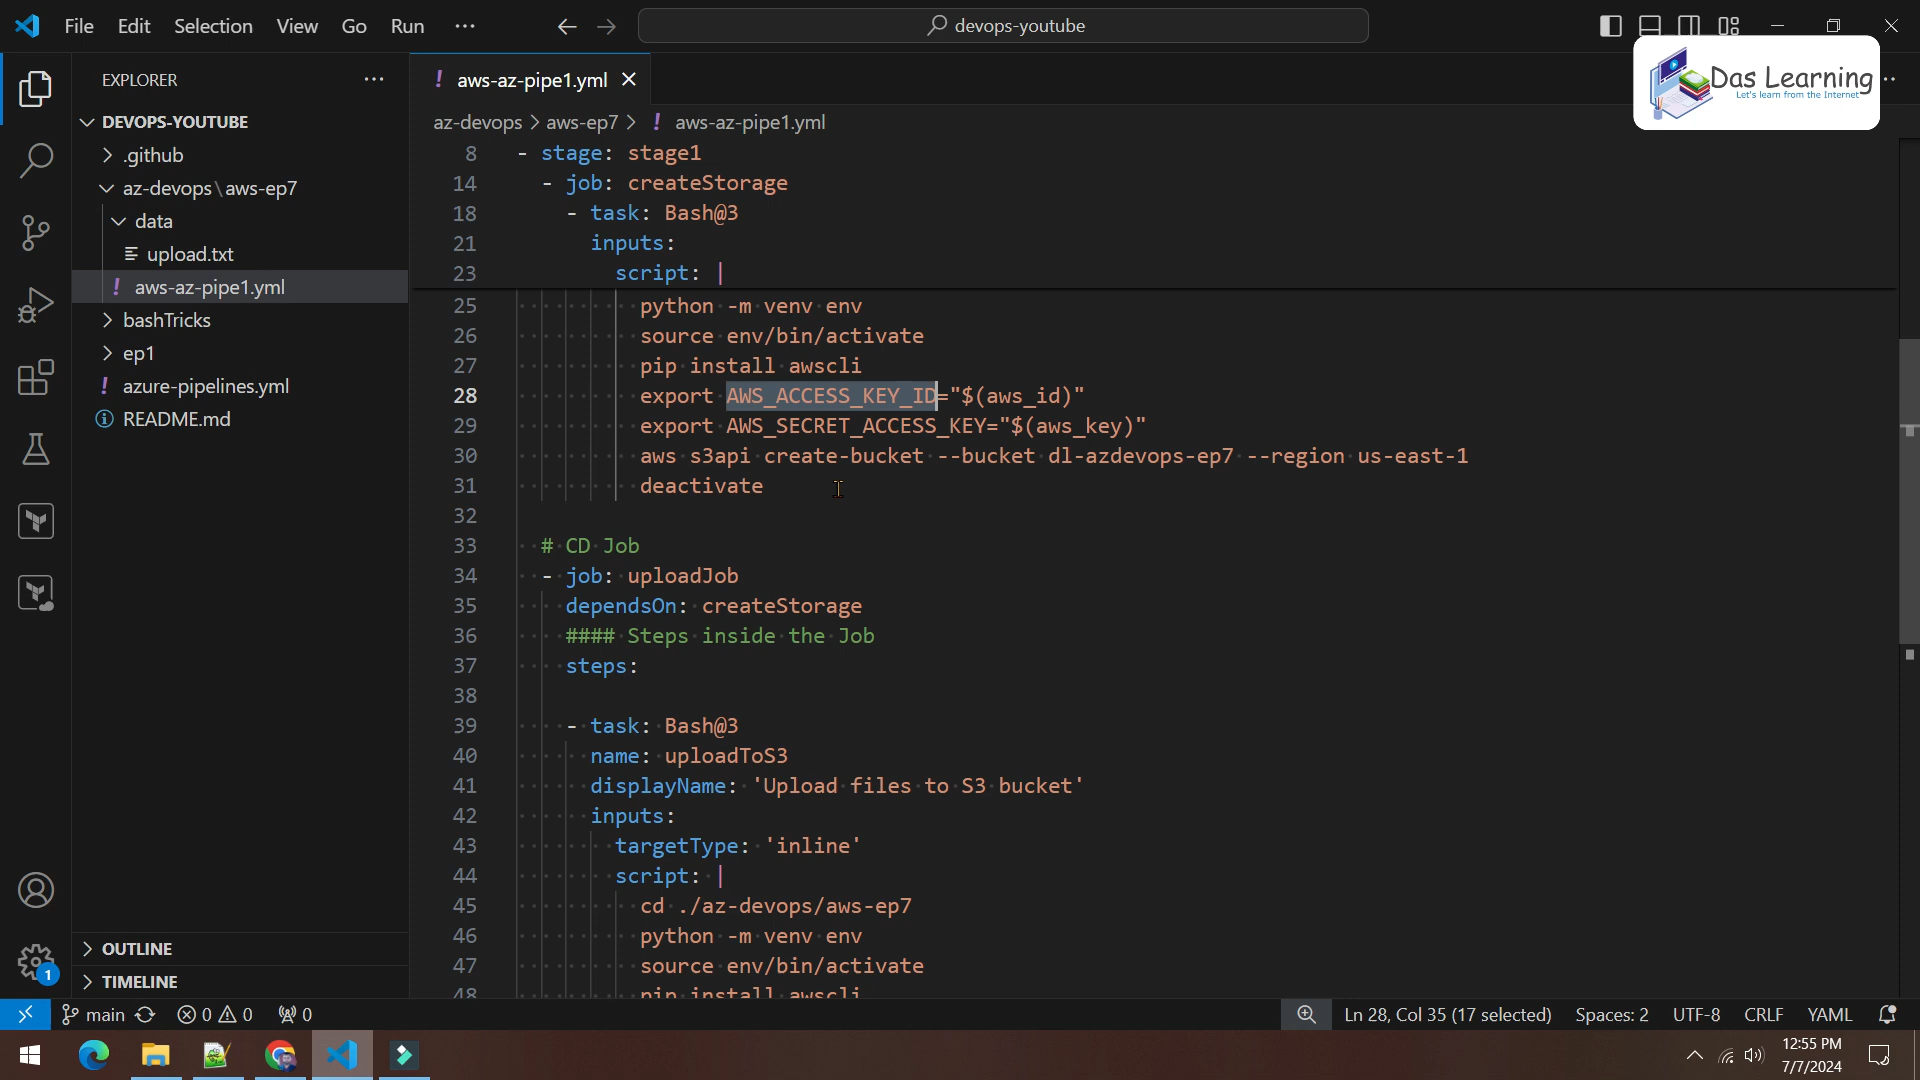 File Edit Selection View Go Run ···
devops-youtube
Das Learning
Let's learn from the Internet
EXPLORER ···
! aws-az-pipe1.yml
DEVOPS-YOUTUBE
.github
az-devops\aws-ep7
data
upload.txt
! aws-az-pipe1.yml
bashTricks
ep1
! azure-pipelines.yml
README.md
OUTLINE
TIMELINE
az-devops > aws-ep7 > ! aws-az-pipe1.yml
8 - stage: stage1
14 - job: createStorage
18 - task: Bash@3
21 inputs:
23 script: |
25 python -m venv env
26 source env/bin/activate
27 pip install awscli
28 export AWS_ACCESS_KEY_ID="$(aws_id)"
29 export AWS_SECRET_ACCESS_KEY="$(aws_key)"
30 aws s3api create-bucket --bucket dl-azdevops-ep7 --region us-east-1
31 deactivate
32
33 # CD Job
34 - job: uploadJob
35 dependsOn: createStorage
36 #### Steps inside the Job
37 steps:
38
39 - task: Bash@3
40 name: uploadToS3
41 displayName: 'Upload files to S3 bucket'
42 inputs:
43 targetType: 'inline'
44 script: |
45 cd ./az-devops/aws-ep7
46 python -m venv env
47 source env/bin/activate
48 pip install awscli
1
main 0 0 0 Ln 28, Col 35 (17 selected) Spaces: 2 UTF-8 CRLF YAML
12:55 PM
7/7/2024